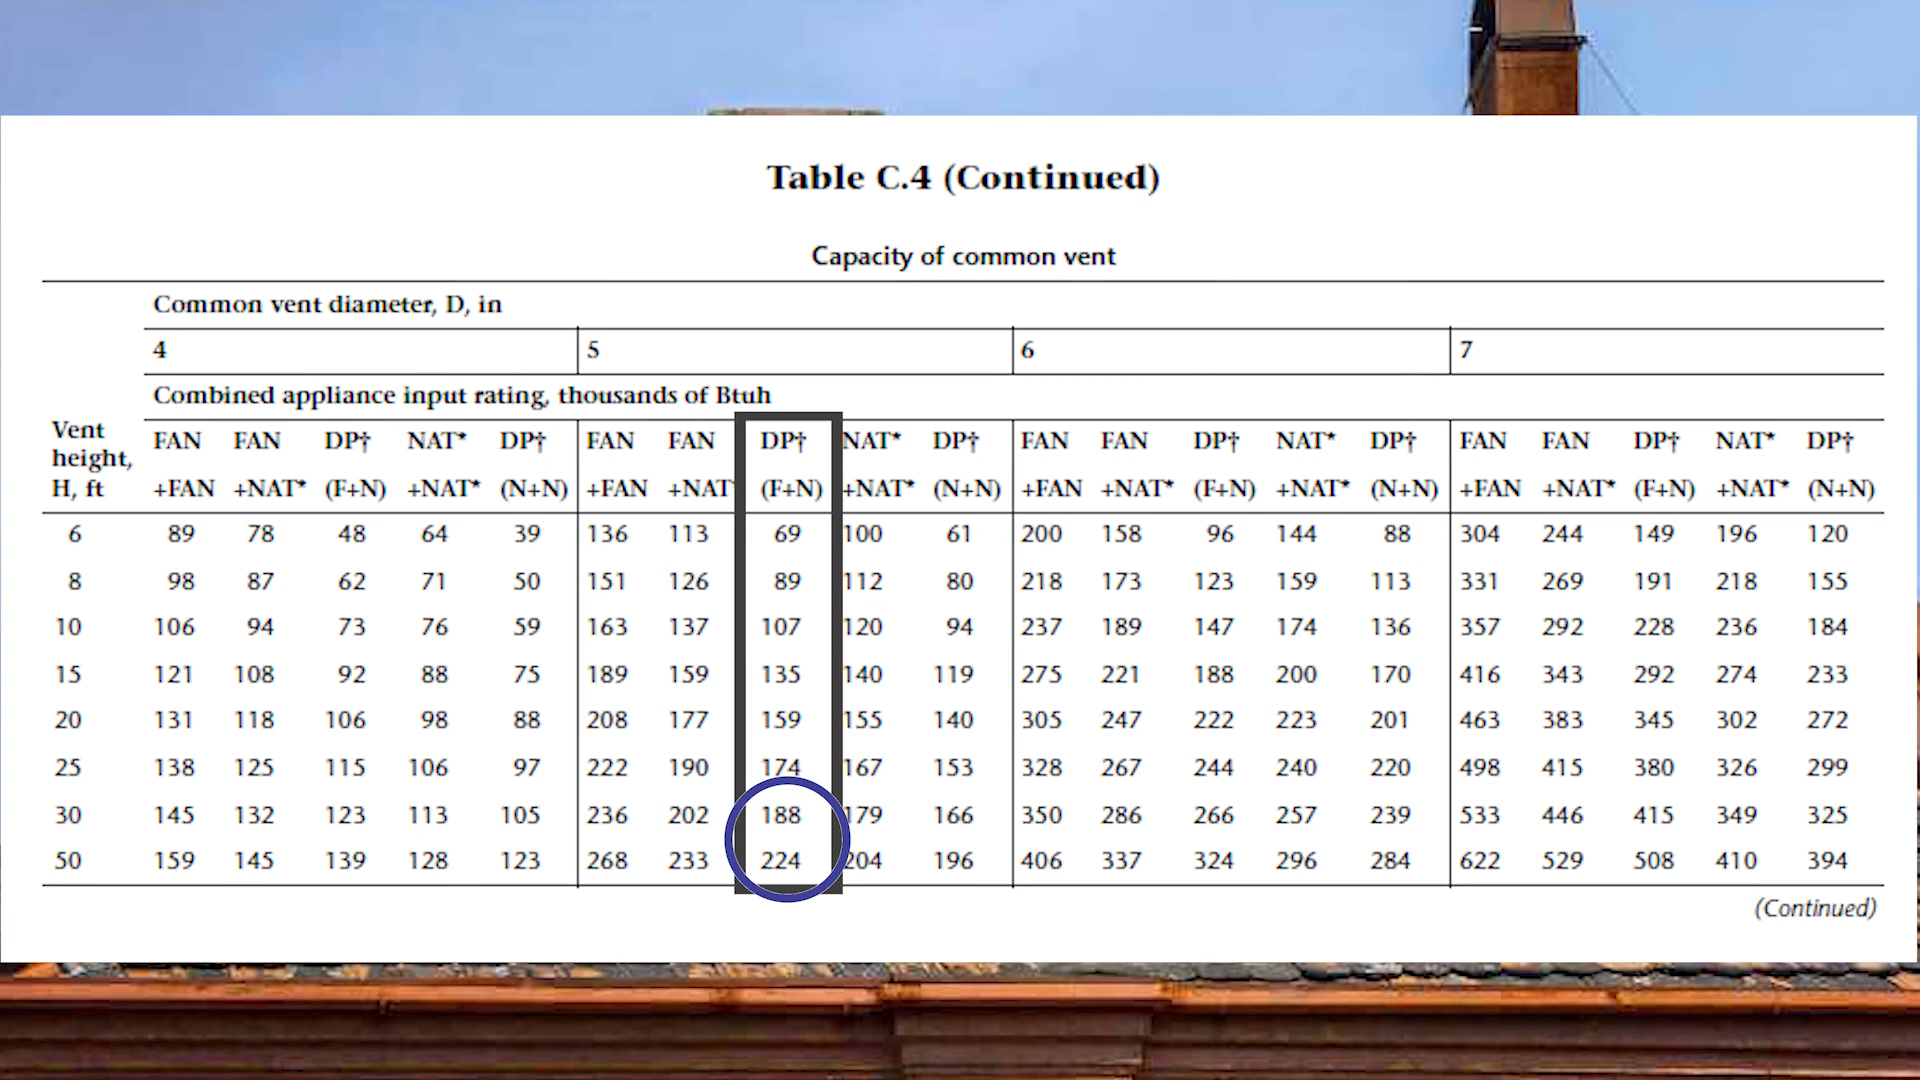 Table C.4 (Continued)
Capacity of common vent
Common vent diameter, D, in
4 5 6 7
Combined appliance input rating, thousands of Btuh
Vent height, H, ft
FAN FAN DP† NAT* DP† FAN FAN DP† NAT* DP† FAN FAN DP† NAT* DP† FAN FAN DP† NAT* DP†
+FAN +NAT* (F+N) +NAT* (N+N) +FAN +NAT* (F+N) +NAT* (N+N) +FAN +NAT* (F+N) +NAT* (N+N) +FAN +NAT* (F+N) +NAT* (N+N)
6 89 78 48 64 39 136 113 69 100 61 200 158 96 144 88 304 244 149 196 120
8 98 87 62 71 50 151 126 89 112 80 218 173 123 159 113 331 269 191 218 155
10 106 94 73 76 59 163 137 107 120 94 237 189 147 174 136 357 292 228 236 184
15 121 108 92 88 75 189 159 135 140 119 275 221 188 200 170 416 343 292 274 233
20 131 118 106 98 88 208 177 159 155 140 305 247 222 223 201 463 383 345 302 272
25 138 125 115 106 97 222 190 174 167 153 328 267 244 240 220 498 415 380 326 299
30 145 132 123 113 105 236 202 188 179 166 350 286 266 257 239 533 446 415 349 325
50 159 145 139 128 123 268 233 224 204 196 406 337 324 296 284 622 529 508 410 394
(Continued)